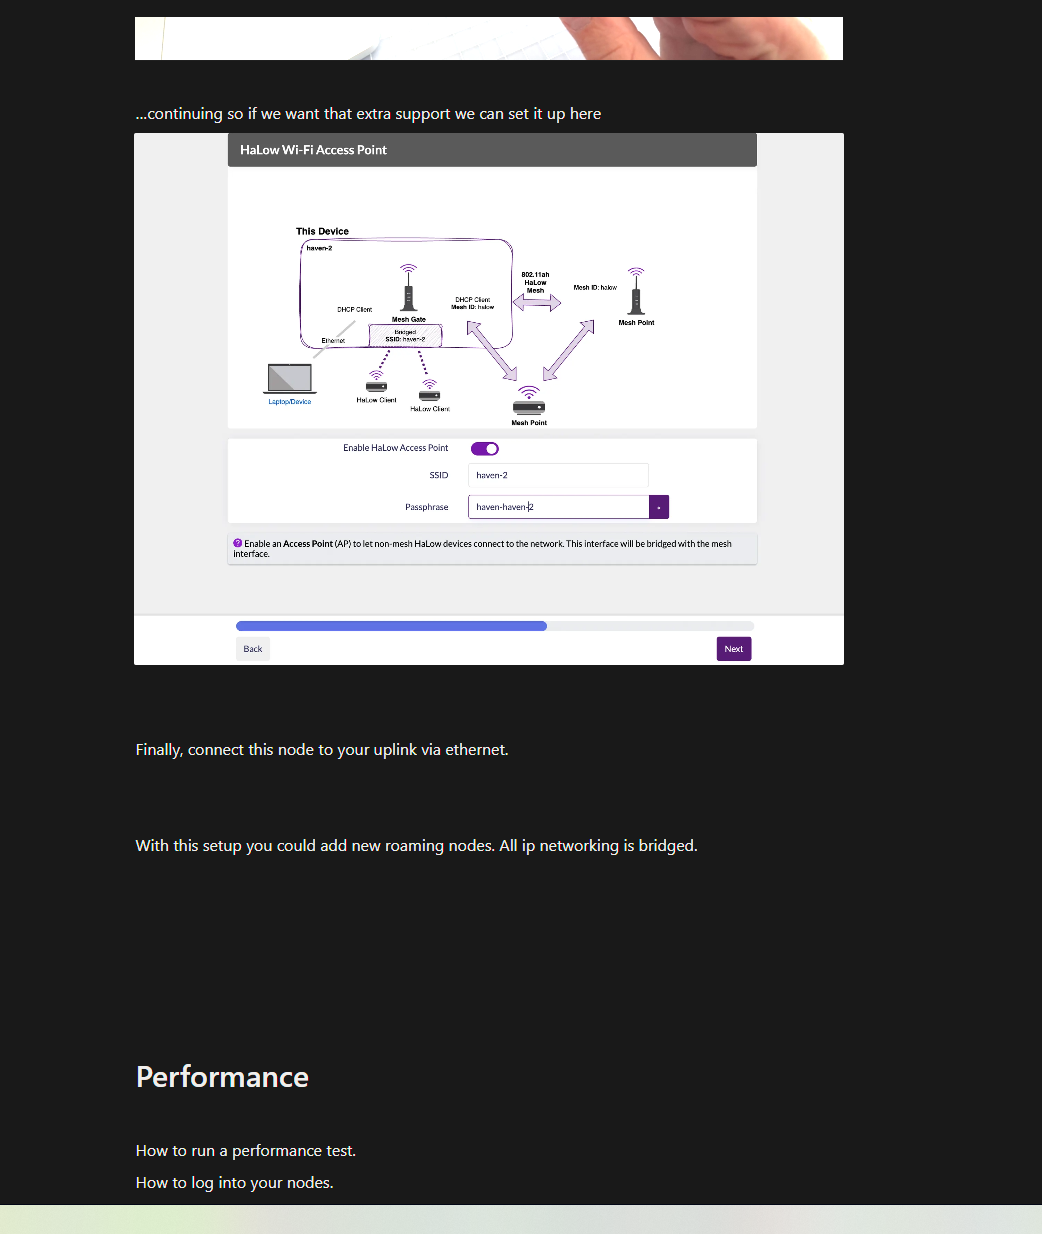 ...continuing so if we want that extra support we can set it up here
HaLow Wi-Fi Access Point
This Device
haven-2
802.11ah
HaLow
Mesh
Mesh ID: halow
DHCP Client
DHCP Client
Mesh ID: halow
Mesh Gate
Mesh Point
Bridged
SSID: haven-2
Ethernet
Laptop/Device
HaLow Client
HaLow Client
Mesh Point
Enable HaLow Access Point
SSID
haven-2
Passphrase
haven-haven-2
Enable an Access Point (AP) to let non-mesh HaLow devices connect to the network. This interface will be bridged with the mesh
interface.
Back
Next
Finally, connect this node to your uplink via ethernet.
With this setup you could add new roaming nodes. All ip networking is bridged.
Performance
How to run a performance test.
How to log into your nodes.